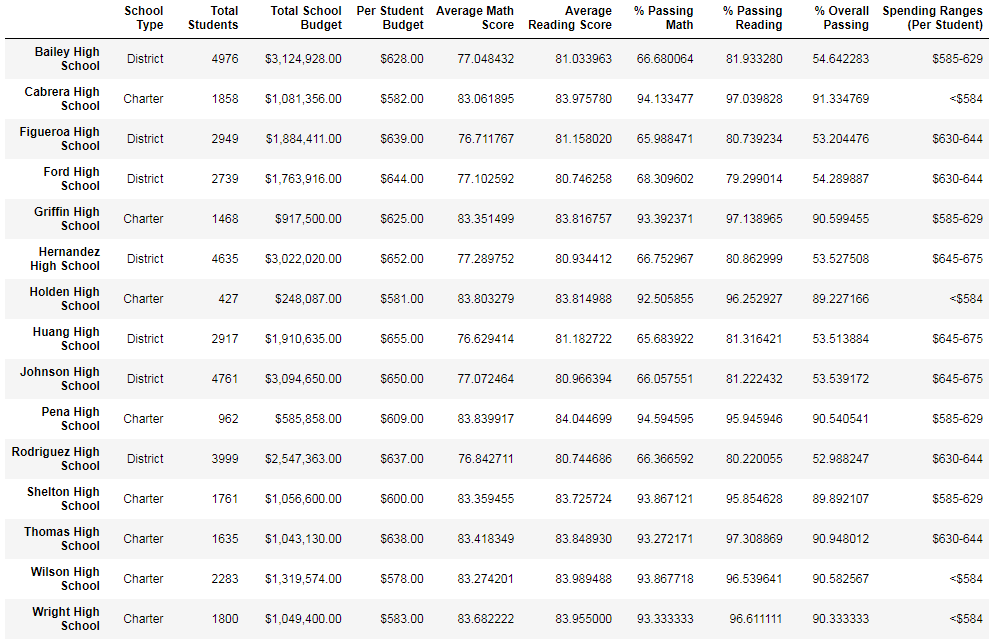 School Type Total Students Total School Budget Per Student Budget Average Math Score Average Reading Score % Passing Math % Passing Reading % Overall Passing Spending Ranges (Per Student)
Bailey High School District 4976 $3,124,928.00 $628.00 77.048432 81.033963 66.680064 81.933280 54.642283 $585-629
Cabrera High School Charter 1858 $1,081,356.00 $582.00 83.061895 83.975780 94.133477 97.039828 91.334769 <$584
Figueroa High School District 2949 $1,884,411.00 $639.00 76.711767 81.158020 65.988471 80.739234 53.204476 $630-644
Ford High School District 2739 $1,763,916.00 $644.00 77.102592 80.746258 68.309602 79.299014 54.289887 $630-644
Griffin High School Charter 1468 $917,500.00 $625.00 83.351499 83.816757 93.392371 97.138965 90.599455 $585-629
Hernandez High School District 4635 $3,022,020.00 $652.00 77.289752 80.934412 66.752967 80.862999 53.527508 $645-675
Holden High School Charter 427 $248,087.00 $581.00 83.803279 83.814988 92.505855 96.252927 89.227166 <$584
Huang High School District 2917 $1,910,635.00 $655.00 76.629414 81.182722 65.683922 81.316421 53.513884 $645-675
Johnson High School District 4761 $3,094,650.00 $650.00 77.072464 80.966394 66.057551 81.222432 53.539172 $645-675
Pena High School Charter 962 $585,858.00 $609.00 83.839917 84.044699 94.594595 95.945946 90.540541 $585-629
Rodriguez High School District 3999 $2,547,363.00 $637.00 76.842711 80.744686 66.366592 80.220055 52.988247 $630-644
Shelton High School Charter 1761 $1,056,600.00 $600.00 83.359455 83.725724 93.867121 95.854628 89.892107 $585-629
Thomas High School Charter 1635 $1,043,130.00 $638.00 83.418349 83.848930 93.272171 97.308869 90.948012 $630-644
Wilson High School Charter 2283 $1,319,574.00 $578.00 83.274201 83.989488 93.867718 96.539641 90.582567 <$584
Wright High School Charter 1800 $1,049,400.00 $583.00 83.682222 83.955000 93.333333 96.611111 90.333333 <$584